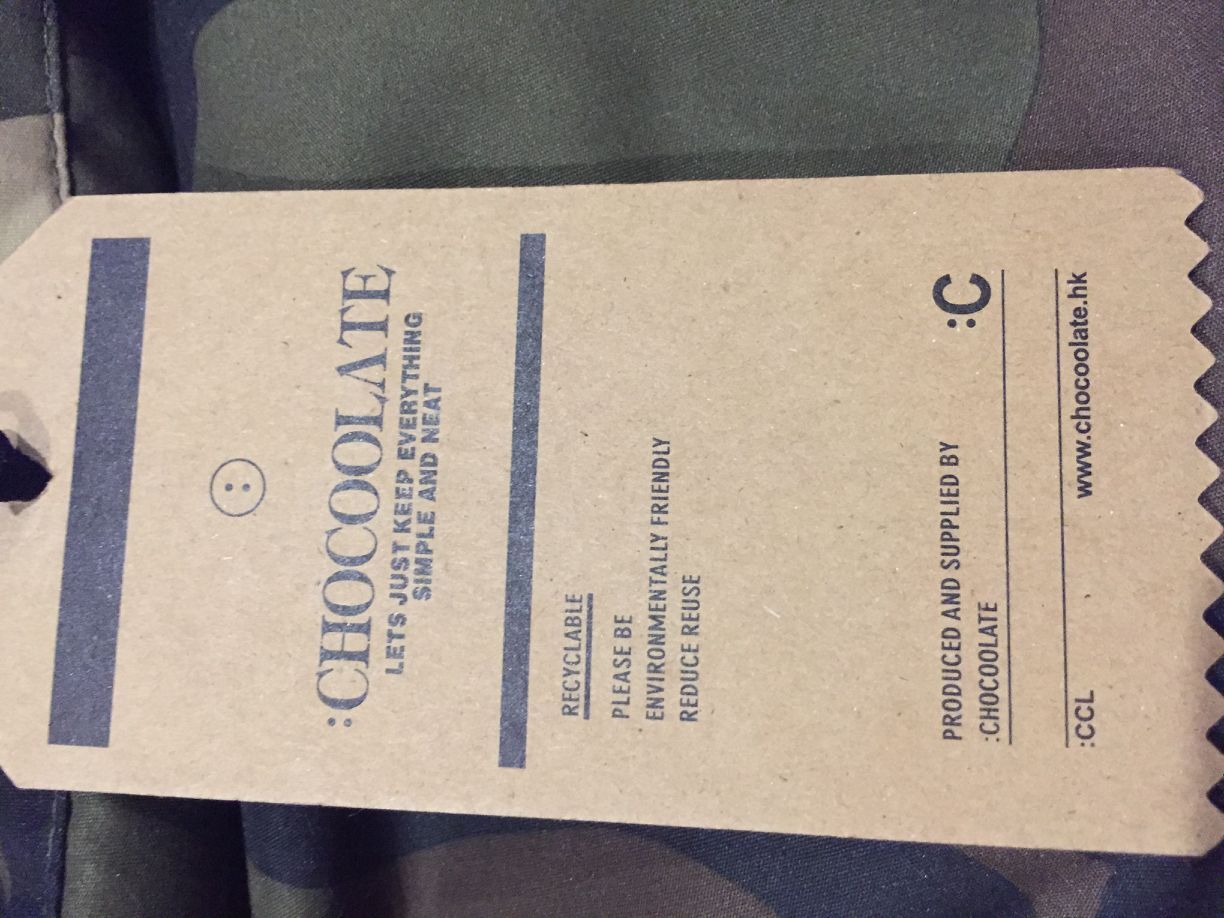 :CHOCOOLATE
LETS JUST KEEP EVERYTHING
SIMPLE AND NEAT
RECYCLABLE
PLEASE BE
ENVIRONMENTALLY FRIENDLY
REDUCE REUSE
PRODUCED AND SUPPLIED BY
:CHOCOOLATE
:C
:CCL
www.chocoolate.hk